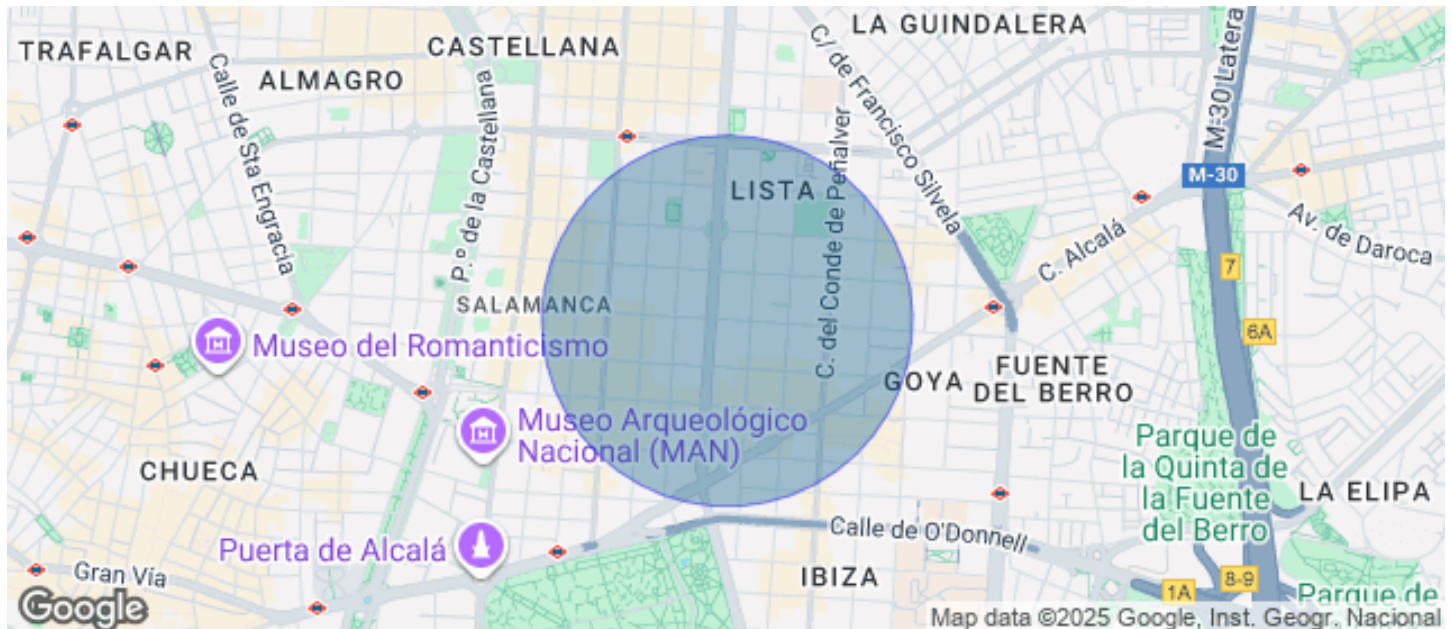 TRAFALGAR
CASTELLANA
LA GUINDALERA
ALMAGRO
Calle de Sta Engracia
P.º de la Castellana
C/ de Francisco Silvela
M-30
LISTA
C. del Conde de Peñalver
M-30
C. Alcalá
Av. de Daroca
7
SALAMANCA
6A
Museo del Romanticismo
GOYA
FUENTE
DEL BERRO
Museo Arqueológico
Nacional (MAN)
CHUECA
Parque de
la Quinta de
la Fuente
del Berro
LA ELIPA
Puerta de Alcalá
Calle de O'Donnell
Gran Vía
IBIZA
1A
8-9
Parque de
Google
Map data ©2025 Google, Inst. Geogr. Nacional